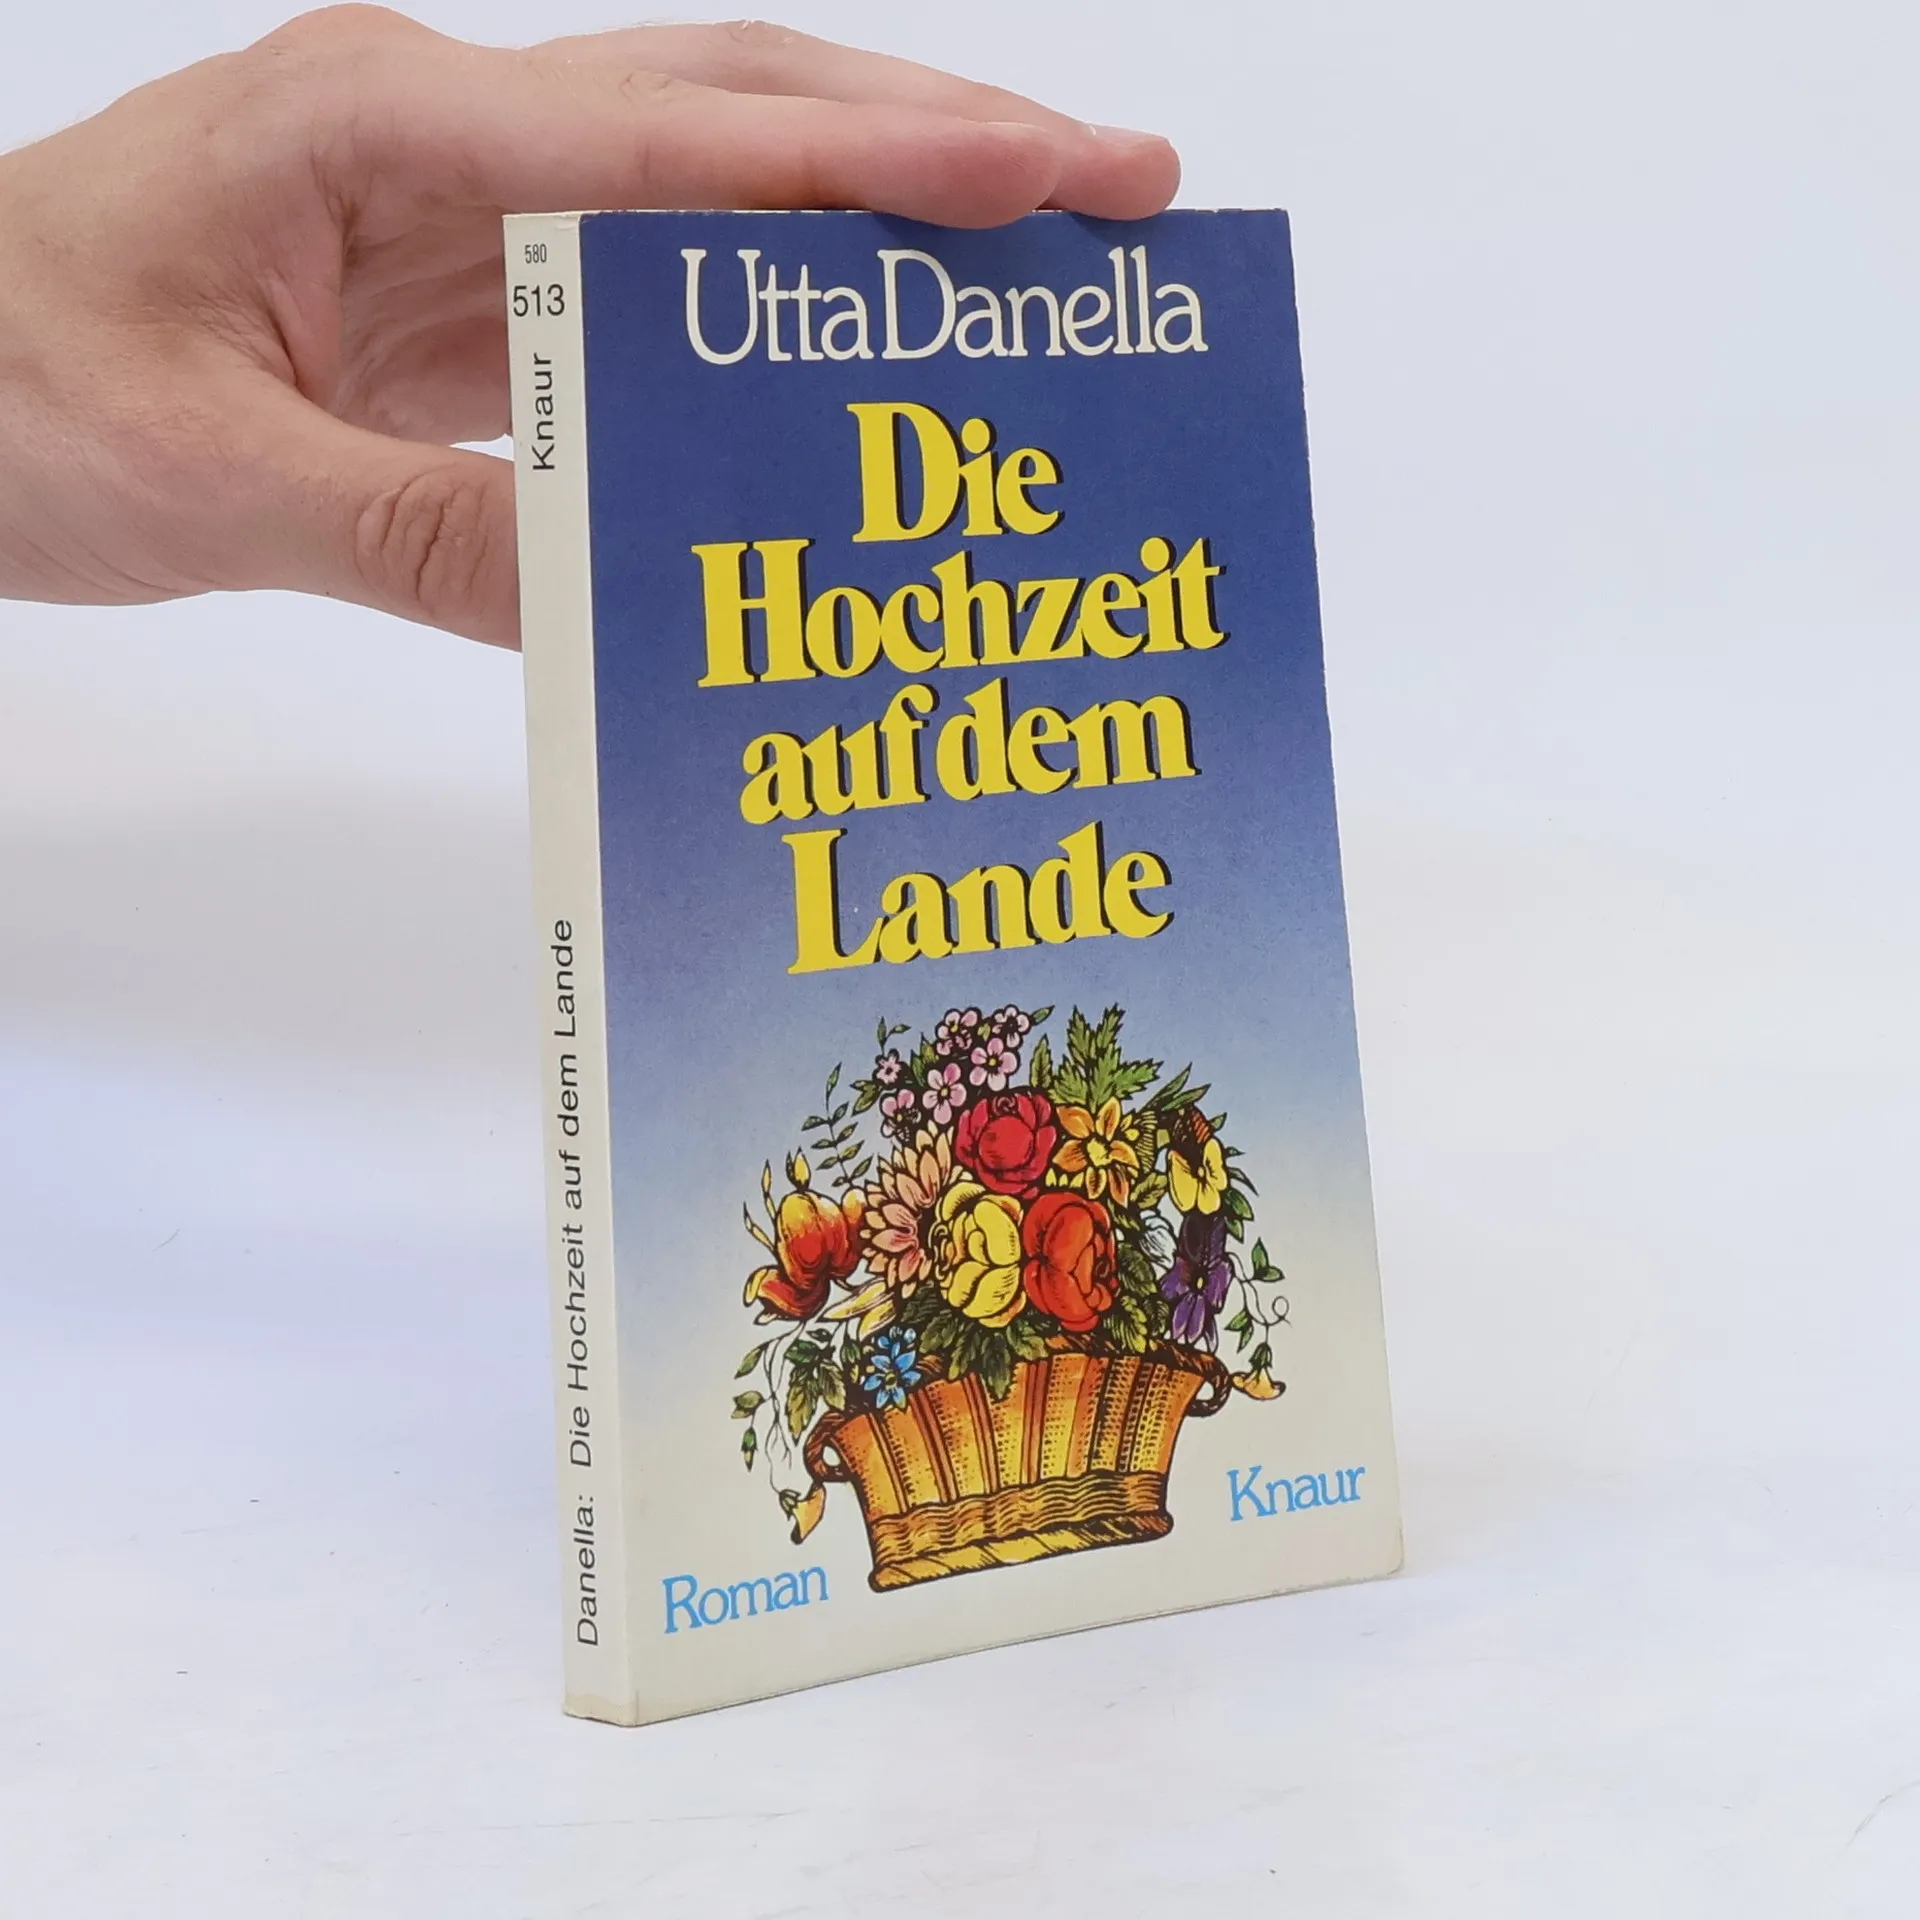 580
513
Knaur
Danella: Die Hochzeit auf dem Lande
Utta Danella
Die
Hochzeit
auf dem
Lande
Knaur
Roman